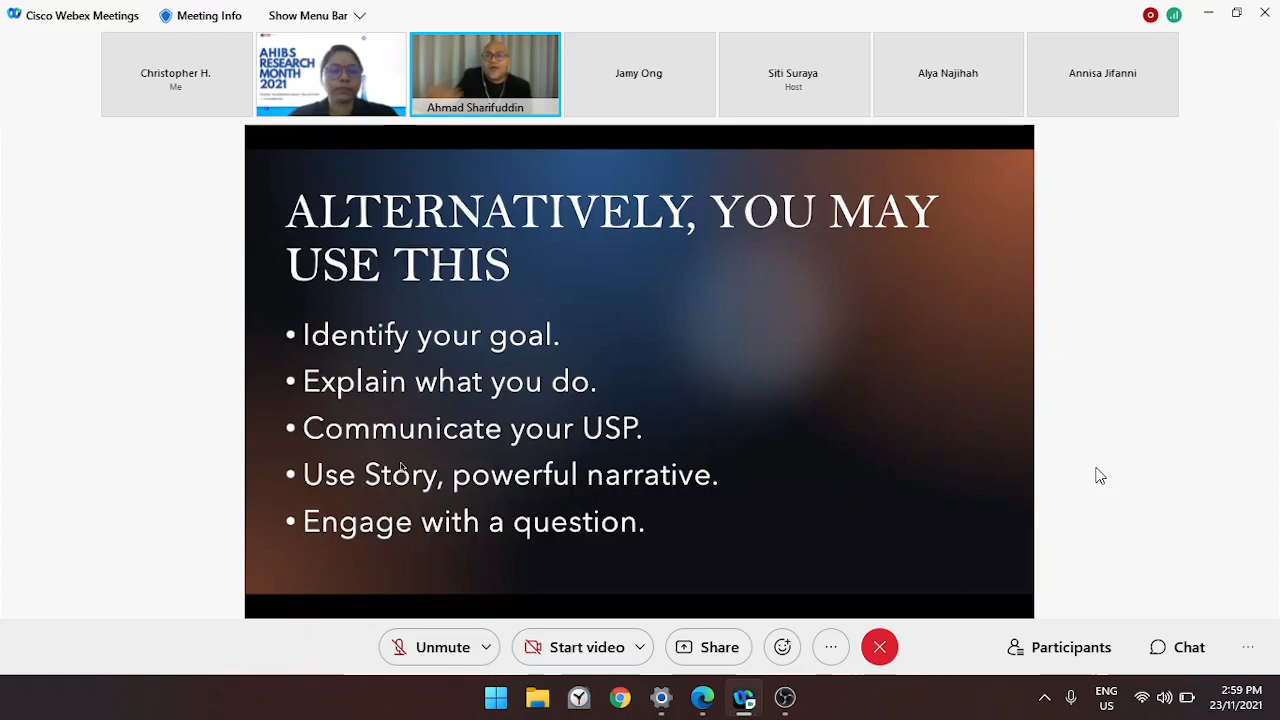 Cisco Webex Meetings
Meeting Info
Show Menu Bar
Christopher H.
Me
AHIBS
RESEARCH
MONTH
2021
Ahmad Sharifuddin
Jamy Ong
Siti Suraya
Host
Alya Najihah
Annisa Jifanni
ALTERNATIVELY, YOU MAY
USE THIS
• Identify your goal.
• Explain what you do.
• Communicate your USP.
• Use Story, powerful narrative.
• Engage with a question.
Unmute
Start video
Share
Participants
Chat
ENG
US
2:59 PM
23/11/2021